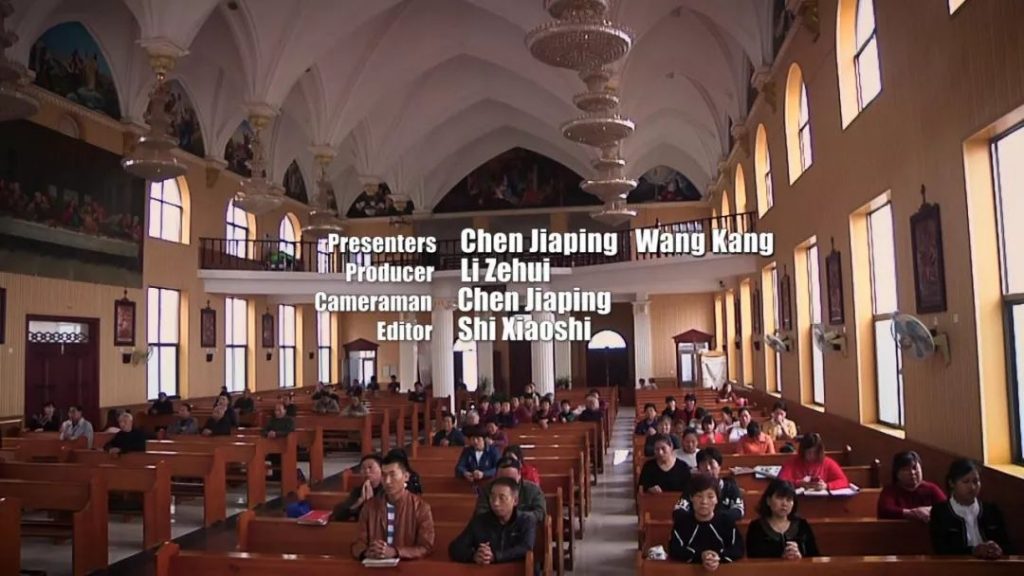 Presenters Chen Jiaping Wang Kang
Producer Li Zehui
Cameraman Chen Jiaping
Editor Shi Xiaoshi